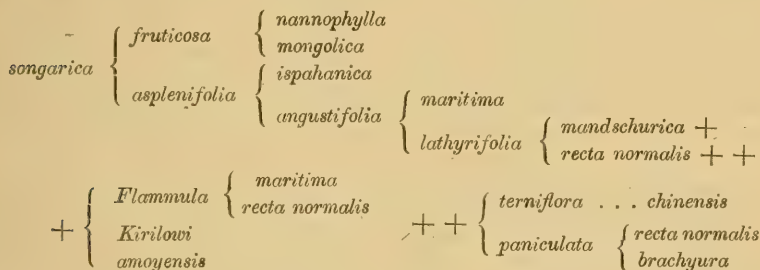 nannophylla
fruticosa
mongolica
songarica
ispahanica
asplenifolia
angustifolia maritima
lathyrifolia mandschurica +
recta normalis + +
+ Flammula maritima
recta normalis
Kirilowi
amoyensis
+ + terniflora . . . chinensis
paniculata recta normalis
brachyura